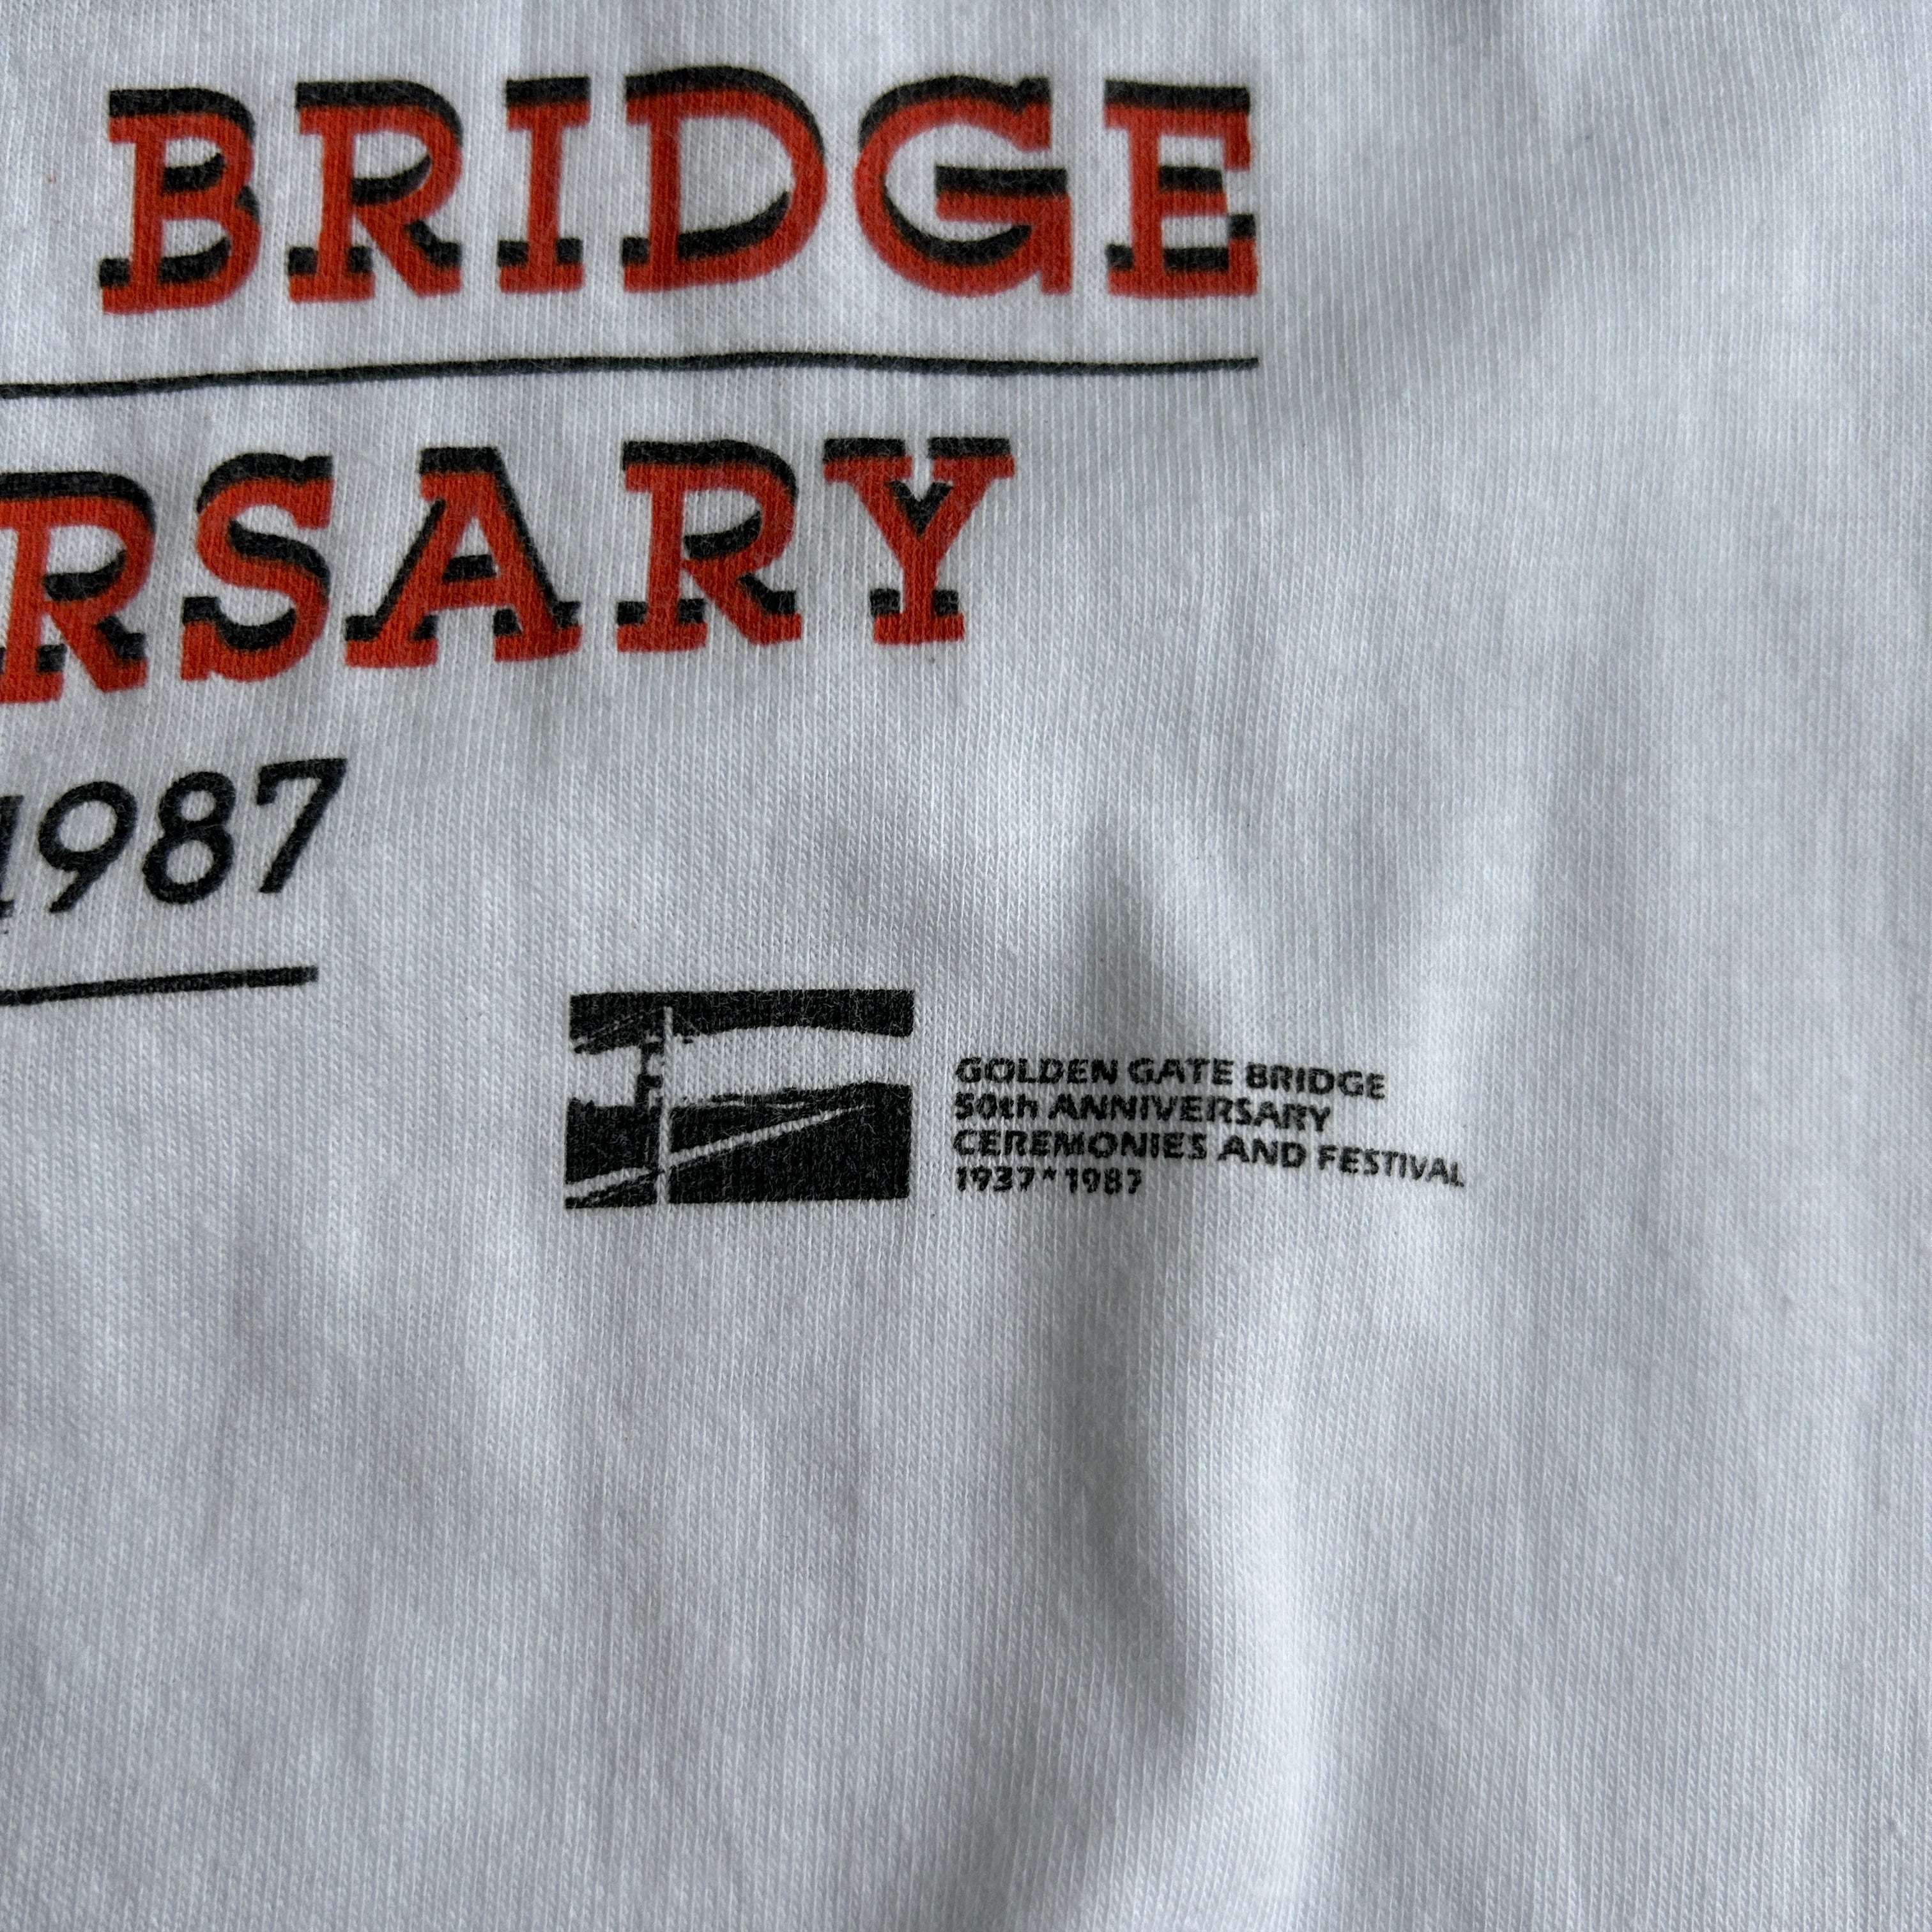 BRIDGE
RSARY
1987
GOLDEN GATE BRIDGE
50th ANNIVERSARY
CEREMONIES AND FESTIVAL
1937*1987